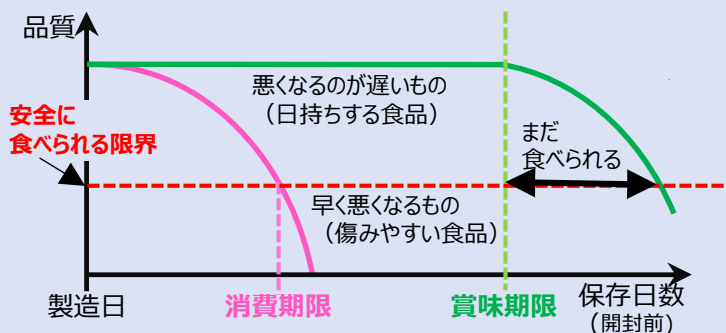 品質
悪くなるのが遅いもの
（日持ちする食品）
安全に
食べられる限界
まだ
食べられる
早く悪くなるもの
（傷みやすい食品）
製造日
消費期限
賞味期限
保存日数
（開封前）